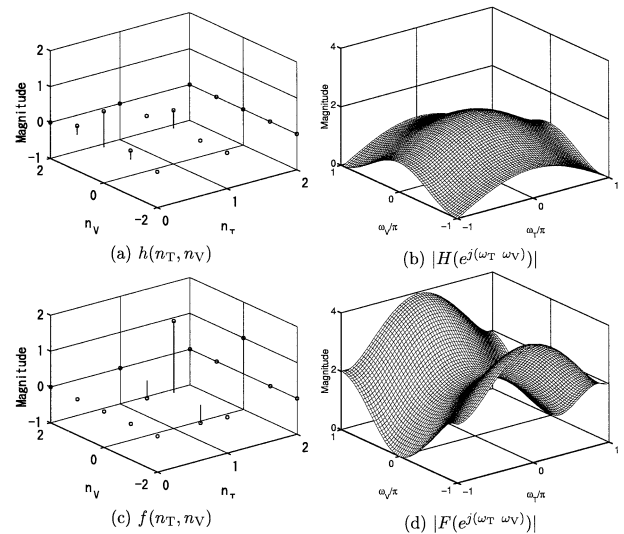 2
1
0
-1
Magnitude
2
0
-2
n_V
0
1
2
n_T
(a) h(n_T, n_V)
4
2
0
Magnitude
1
0
-1
ω_V/π
-1
0
1
ω_T/π
(b) |H(e^{j(ω_T ω_V)})|
2
1
0
-1
Magnitude
2
0
-2
n_V
0
1
2
n_T
(c) f(n_T, n_V)
4
2
0
Magnitude
1
0
-1
ω_V/π
-1
0
1
ω_T/π
(d) |F(e^{j(ω_T ω_V)})|